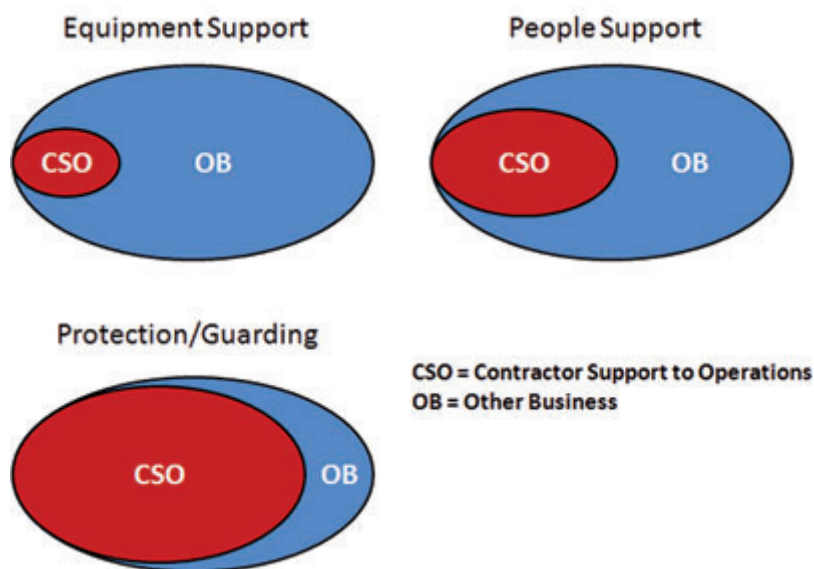 Equipment Support
People Support
CSO
OB
CSO
OB
Protection/Guarding
CSO = Contractor Support to Operations
OB = Other Business
CSO
OB